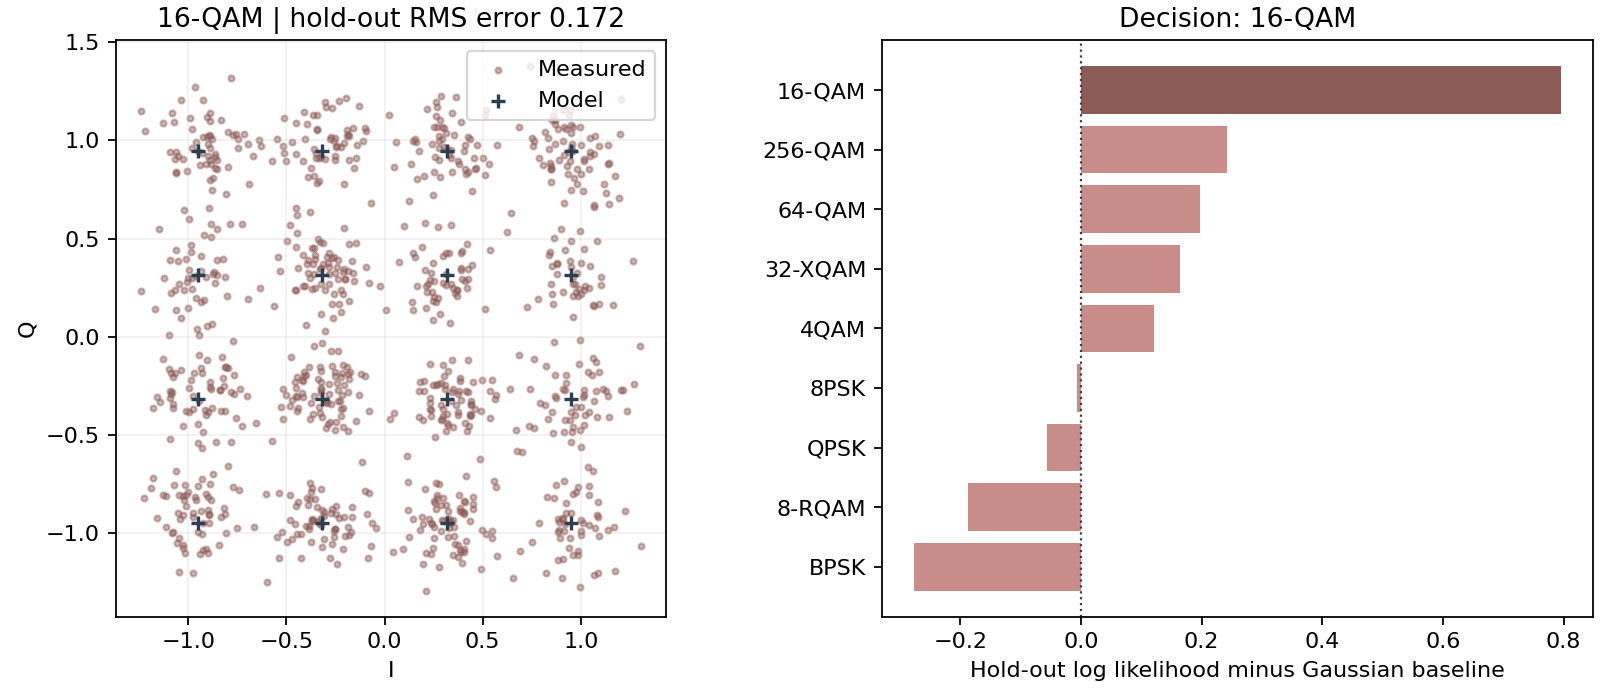 16-QAM | hold-out RMS error 0.172
Measured
Model
1.5
1.0
0.5
0.0
−0.5
−1.0
Q
−1.0
−0.5
0.0
0.5
1.0
I
Decision: 16-QAM
16-QAM
256-QAM
64-QAM
32-XQAM
4QAM
8PSK
QPSK
8-RQAM
BPSK
−0.2
0.0
0.2
0.4
0.6
0.8
Hold-out log likelihood minus Gaussian baseline